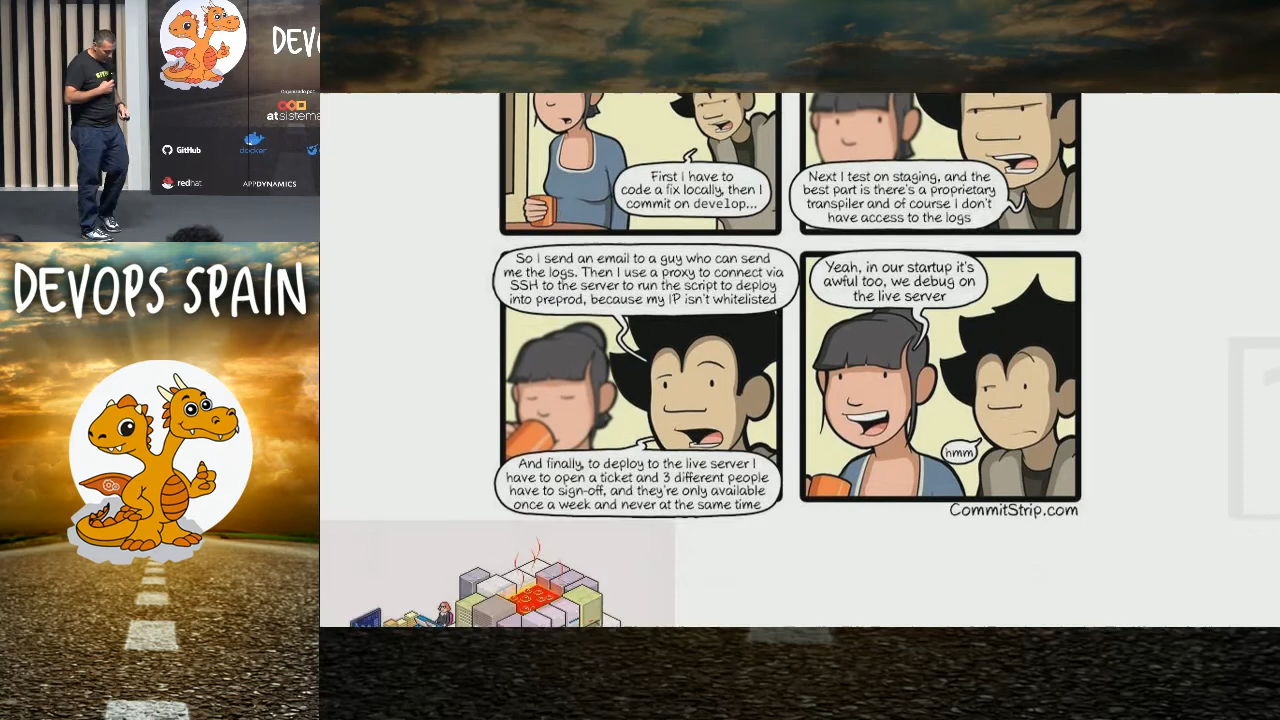 DEV
Organizado por:
atsistema
GitHub
docker
redhat
APPDYNAMICS
DEVOPS SPAIN
First I have to
code a fix locally, then I
commit on develop...
Next I test on staging, and the
best part is there's a proprietary
transpiler and of course I don't
have access to the logs
So I send an email to a guy who can send
me the logs. Then I use a proxy to connect via
SSH to the server to run the script to deploy
into preprod, because my IP isn't whitelisted
And finally, to deploy to the live server I
have to open a ticket and 3 different people
have to sign-off, and they're only available
once a week and never at the same time
Yeah, in our startup it's
awful too, we debug on
the live server
hmm
CommitStrip.com